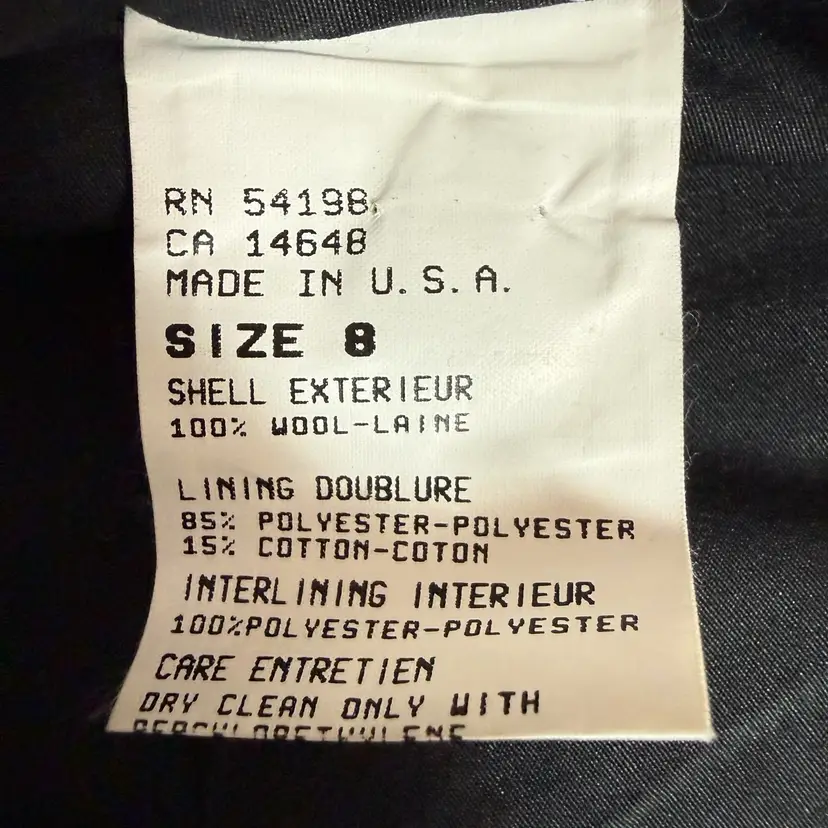 RN 54198
CA 14648
MADE IN U.S.A.
SIZE 8
SHELL EXTERIEUR
100% WOOL-LAINE
LINING DOUBLURE
85% POLYESTER-POLYESTER
15% COTTON-COTON
INTERLINING INTERIEUR
100%POLYESTER-POLYESTER
CARE ENTRETIEN
DRY CLEAN ONLY WITH
PERCHLORETHYLENE